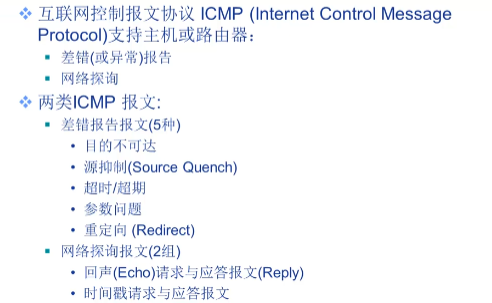 ❖ 互联网控制报文协议 ICMP (Internet Control Message
Protocol)支持主机或路由器：
▪ 差错(或异常)报告
▪ 网络探询
❖ 两类ICMP 报文:
▪ 差错报告报文(5种)
• 目的不可达
• 源抑制(Source Quench)
• 超时/超期
• 参数问题
• 重定向 (Redirect)
▪ 网络探询报文(2组)
• 回声(Echo)请求与应答报文(Reply)
• 时间戳请求与应答报文